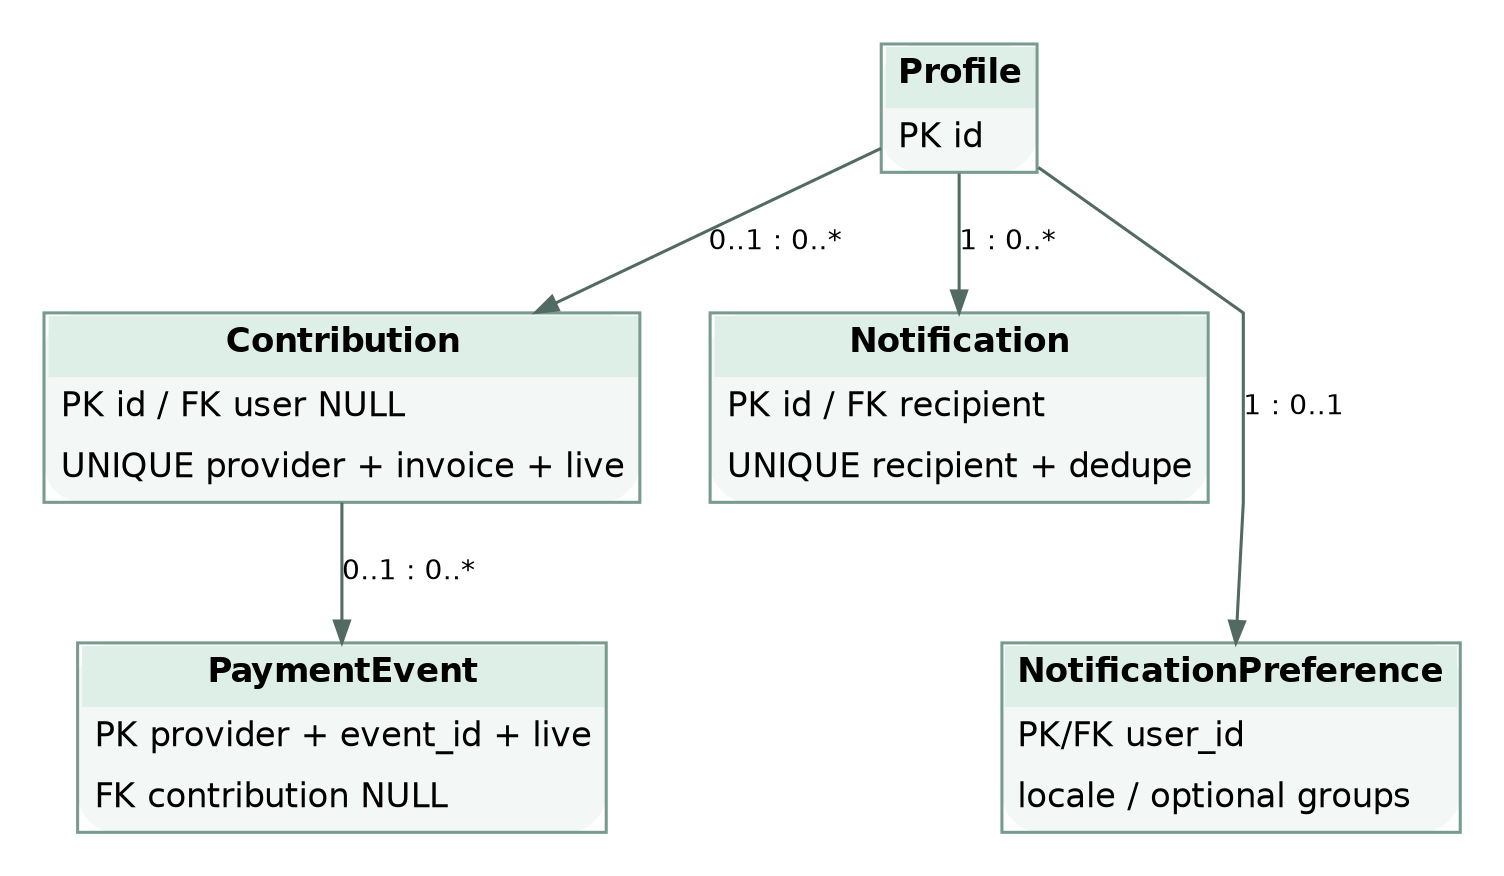 Profile
PK id
0..1 : 0..*
1 : 0..*
Contribution
PK id / FK user NULL
UNIQUE provider + invoice + live
Notification
PK id / FK recipient
UNIQUE recipient + dedupe
1 : 0..1
0..1 : 0..*
PaymentEvent
PK provider + event_id + live
FK contribution NULL
NotificationPreference
PK/FK user_id
locale / optional groups